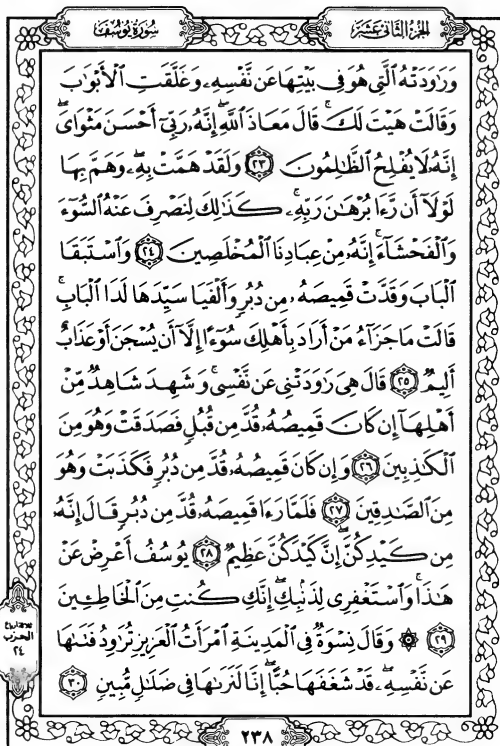 الجزء الثاني عشر
سورة يوسف
وَرَٰوَدَتْهُ ٱلَّتِى هُوَ فِى بَيْتِهَا عَن نَّفْسِهِۦ وَغَلَّقَتِ ٱلْأَبْوَٰبَ
وَقَالَتْ هَيْتَ لَكَ ۚ قَالَ مَعَاذَ ٱللَّهِ ۖ إِنَّهُۥ رَبِّىٓ أَحْسَنَ مَثْوَاىَ ۖ
إِنَّهُۥ لَا يُفْلِحُ ٱلظَّٰلِمُونَ ٢٣ وَلَقَدْ هَمَّتْ بِهِۦ ۖ وَهَمَّ بِهَا
لَوْلَآ أَن رَّءَا بُرْهَٰنَ رَبِّهِۦ ۚ كَذَٰلِكَ لِنَصْرِفَ عَنْهُ ٱلسُّوٓءَ
وَٱلْفَحْشَآءَ ۚ إِنَّهُۥ مِنْ عِبَادِنَا ٱلْمُخْلَصِينَ ٢٤ وَٱسْتَبَقَا
ٱلْبَابَ وَقَدَّتْ قَمِيصَهُۥ مِن دُبُرٍ وَأَلْفَيَا سَيِّدَهَا لَدَا ٱلْبَابِ ۚ
قَالَتْ مَا جَزَآءُ مَنْ أَرَادَ بِأَهْلِكَ سُوٓءًا إِلَّآ أَن يُسْجَنَ أَوْ عَذَابٌ
أَلِيمٌ ٢٥ قَالَ هِىَ رَٰوَدَتْنِى عَن نَّفْسِى ۚ وَشَهِدَ شَاهِدٌ مِّنْ
أَهْلِهَآ إِن كَانَ قَمِيصُهُۥ قُدَّ مِن قُبُلٍ فَصَدَقَتْ وَهُوَ مِنَ
ٱلْكَٰذِبِينَ ٢٦ وَإِن كَانَ قَمِيصُهُۥ قُدَّ مِن دُبُرٍ فَكَذَبَتْ وَهُوَ
مِنَ ٱلصَّٰدِقِينَ ٢٧ فَلَمَّا رَءَا قَمِيصَهُۥ قُدَّ مِن دُبُرٍ قَالَ إِنَّهُۥ
مِن كَيْدِكُنَّ ۖ إِنَّ كَيْدَكُنَّ عَظِيمٌ ٢٨ يُوسُفُ أَعْرِضْ عَنْ
هَٰذَا ۚ وَٱسْتَغْفِرِى لِذَنۢبِكِ ۖ إِنَّكِ كُنتِ مِنَ ٱلْخَاطِـِٔينَ
٢٩ ۞ وَقَالَ نِسْوَةٌ فِى ٱلْمَدِينَةِ ٱمْرَأَتُ ٱلْعَزِيزِ تُرَٰوِدُ فَتَىٰهَا
عَن نَّفْسِهِۦ ۖ قَدْ شَغَفَهَا حُبًّا ۖ إِنَّا لَنَرَىٰهَا فِى ضَلَٰلٍ مُّبِينٍ ٣٠
الحزب
٢٤
٢٣٨